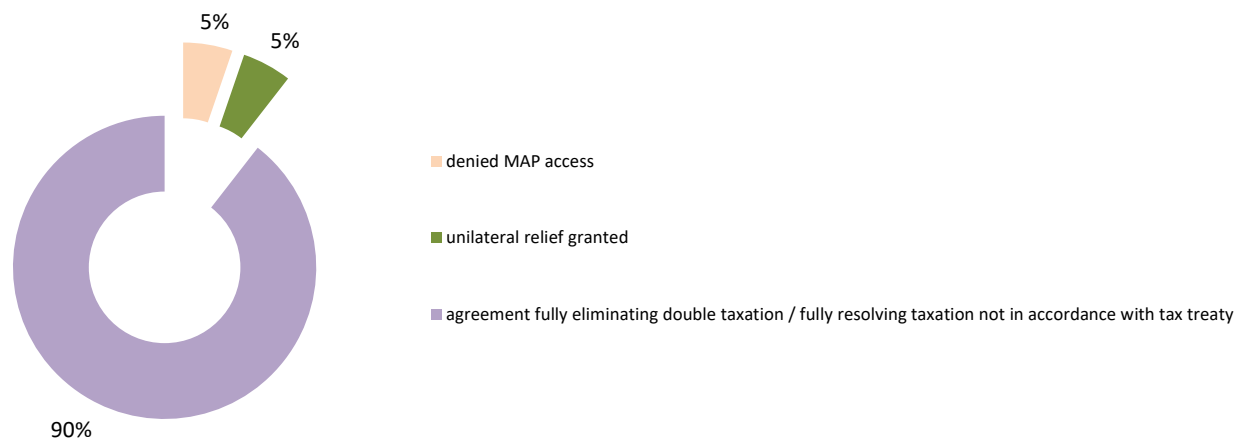 5%
5%
denied MAP access
unilateral relief granted
agreement fully eliminating double taxation / fully resolving taxation not in accordance with tax treaty
90%